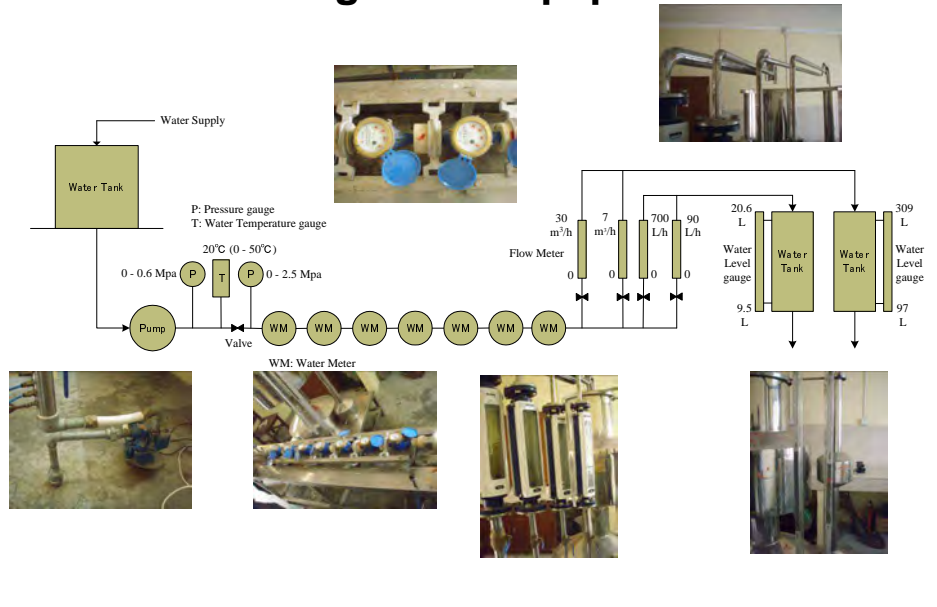 Water Supply
Water Tank
P: Pressure gauge
T: Water Temperature gauge
20℃ (0 - 50℃)
0 - 0.6 Mpa
P
T
P
0 - 2.5 Mpa
Pump
Valve
WM
WM
WM
WM
WM
WM
WM
WM: Water Meter
Flow Meter
30
m³/h
0
7
m³/h
0
700
L/h
0
90
L/h
0
20.6
L
Water
Level
gauge
9.5
L
Water
Tank
Water
Tank
309
L
Water
Level
gauge
97
L